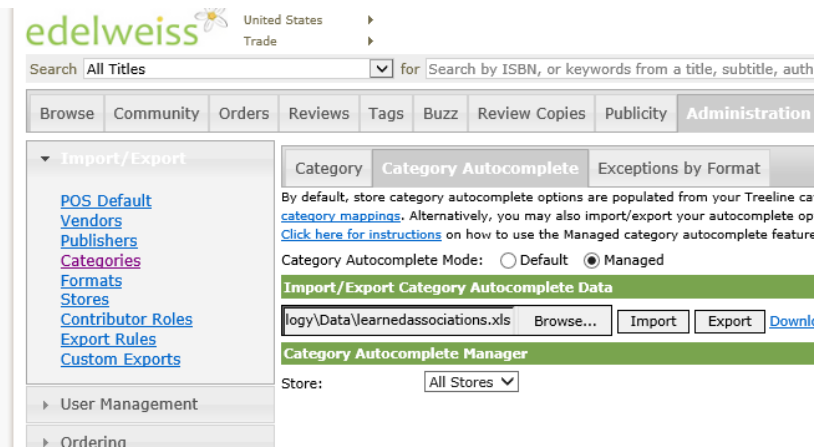 edelweiss
United States
Trade
Search All Titles for Search by ISBN, or keywords from a title, subtitle, auth
Browse Community Orders Reviews Tags Buzz Review Copies Publicity Administration
Import/Export
POS Default
Vendors
Publishers
Categories
Formats
Stores
Contributor Roles
Export Rules
Custom Exports
User Management
Ordering
Category Category Autocomplete Exceptions by Format
By default, store category autocomplete options are populated from your Treeline ca
category mappings. Alternatively, you may also import/export your autocomplete op
Click here for instructions on how to use the Managed category autocomplete feature
Category Autocomplete Mode: Default Managed
Import/Export Category Autocomplete Data
logy\Data\learnedassociations.xls Browse... Import Export Downl
Category Autocomplete Manager
Store: All Stores